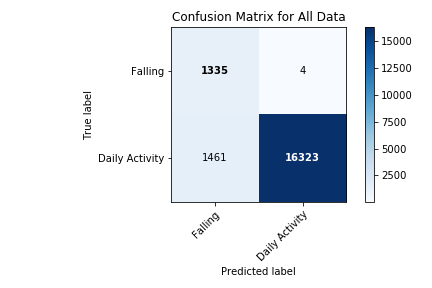 Confusion Matrix for All Data
True label
Falling
1335
4
Daily Activity
1461
16323
Falling
Daily Activity
Predicted label
15000
12500
10000
7500
5000
2500